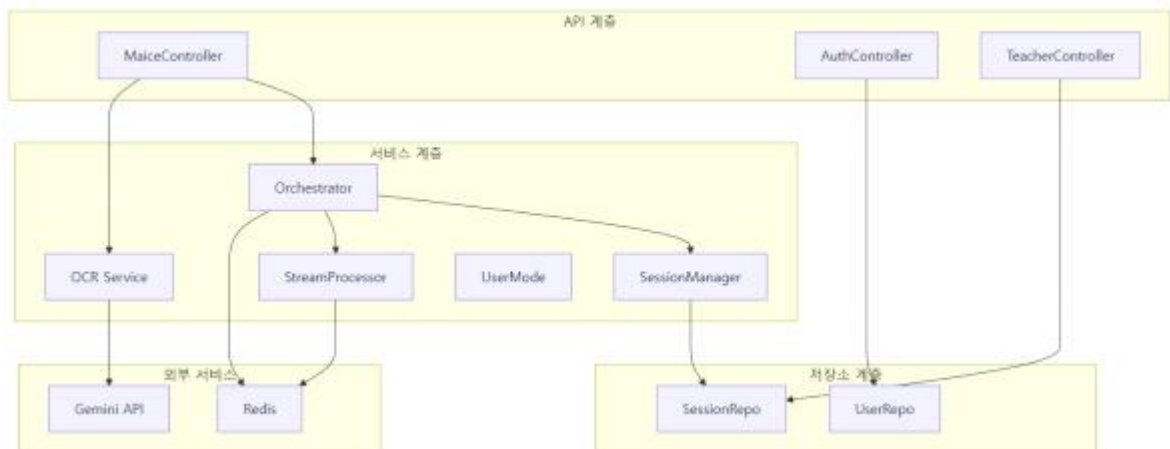 API 계층
MaiceController
AuthController
TeacherController
서비스 계층
Orchestrator
OCR Service
StreamProcessor
UserMode
SessionManager
외부 서비스
저장소 계층
Gemini API
Redis
SessionRepo
UserRepo